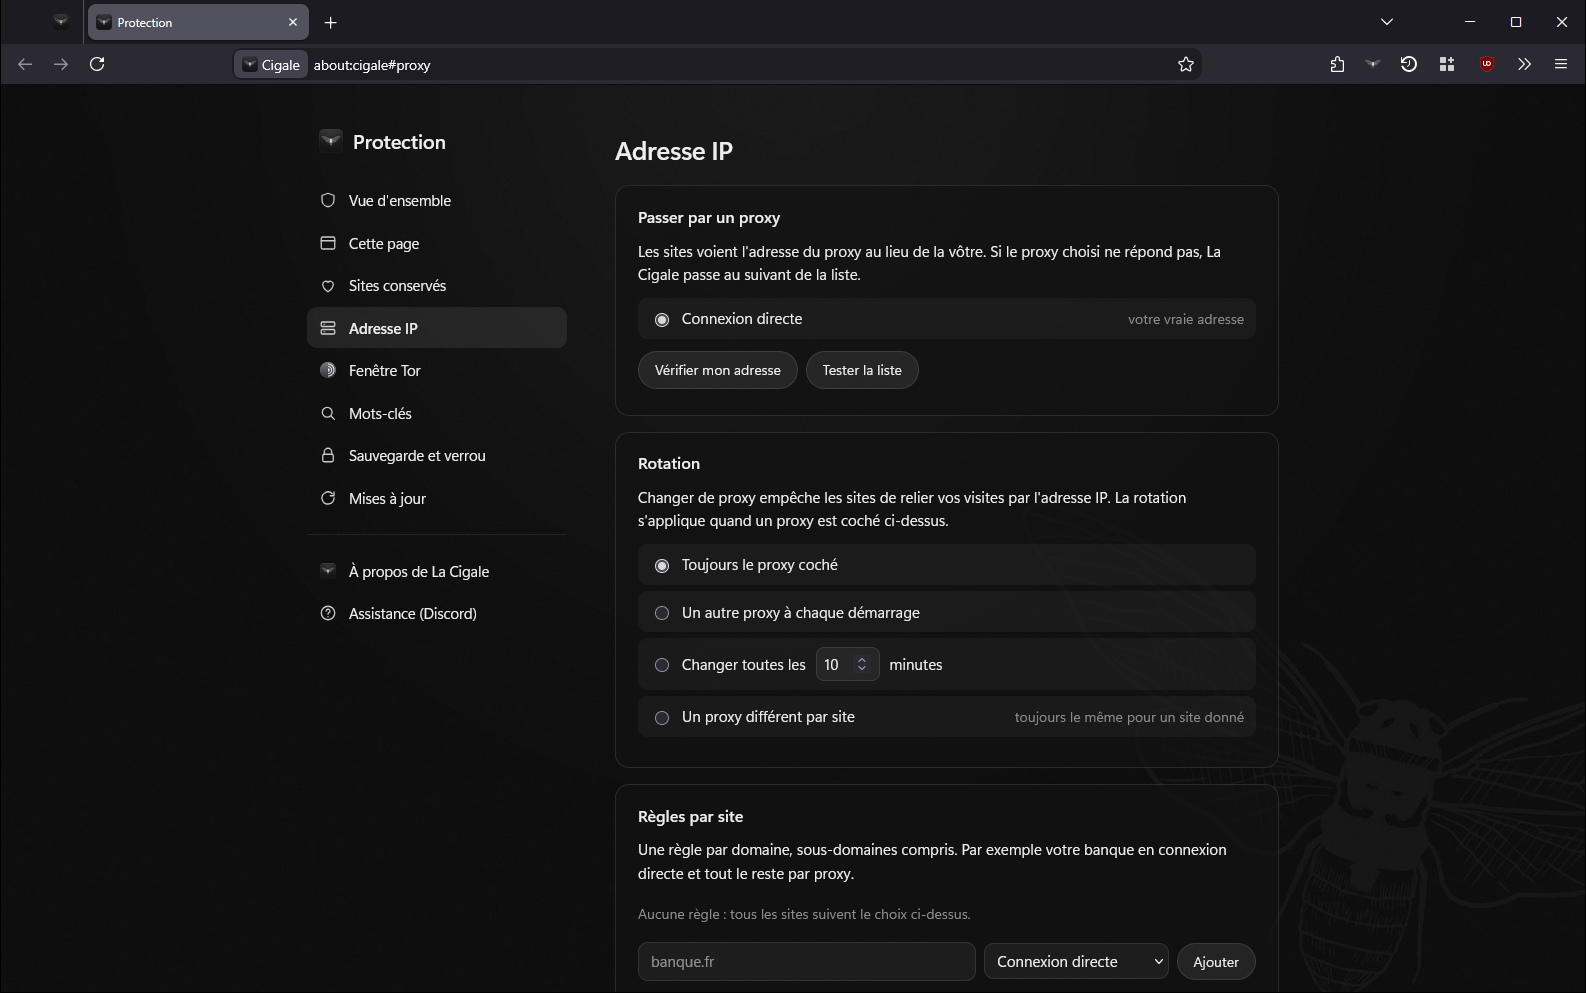 Protection
Cigale
about:cigale#proxy
Protection
Vue d'ensemble
Cette page
Sites conservés
Adresse IP
Fenêtre Tor
Mots-clés
Sauvegarde et verrou
Mises à jour
À propos de La Cigale
Assistance (Discord)
Adresse IP
Passer par un proxy
Les sites voient l'adresse du proxy au lieu de la vôtre. Si le proxy choisi ne répond pas, La
Cigale passe au suivant de la liste.
Connexion directe votre vraie adresse
Vérifier mon adresse Tester la liste
Rotation
Changer de proxy empêche les sites de relier vos visites par l'adresse IP. La rotation
s'applique quand un proxy est coché ci-dessus.
Toujours le proxy coché
Un autre proxy à chaque démarrage
Changer toutes les 10 minutes
Un proxy différent par site toujours le même pour un site donné
Règles par site
Une règle par domaine, sous-domaines compris. Par exemple votre banque en connexion
directe et tout le reste par proxy.
Aucune règle : tous les sites suivent le choix ci-dessus.
banque.fr Connexion directe Ajouter